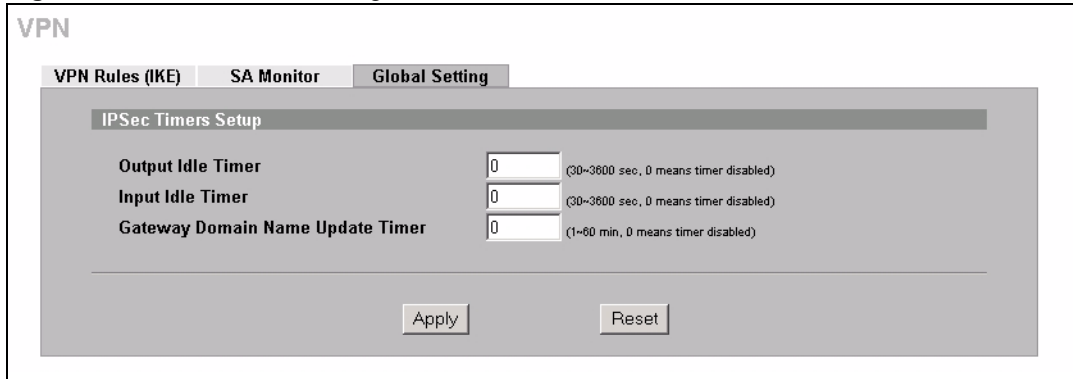 VPN
VPN Rules (IKE) SA Monitor Global Setting
IPSec Timers Setup
Output Idle Timer 0 (30~3600 sec, 0 means timer disabled)
Input Idle Timer 0 (30~3600 sec, 0 means timer disabled)
Gateway Domain Name Update Timer 0 (1~60 min, 0 means timer disabled)
Apply Reset